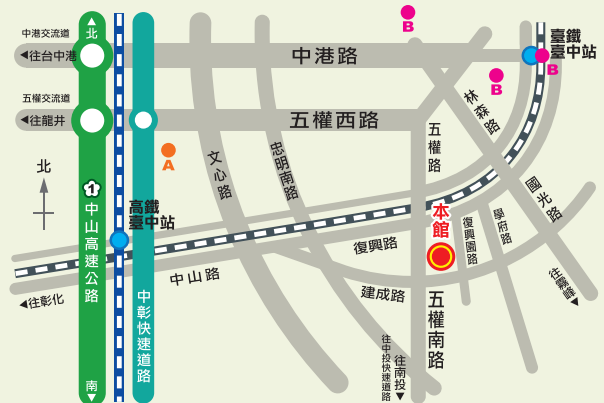 北
中港交流道
往台中港
中港路
B
臺鐵
臺中站
B
B
五權交流道
往龍井
五權西路
A
林森路
五權路
文心路
忠明南路
北
1
中山高速公路
高鐵
臺中站
本館
國光路
學府路
復興園路
復興路
中山路
往彰化
建成路
往霧峰
中彰快速道路
五權南路
往南投
往中投快速道路
南